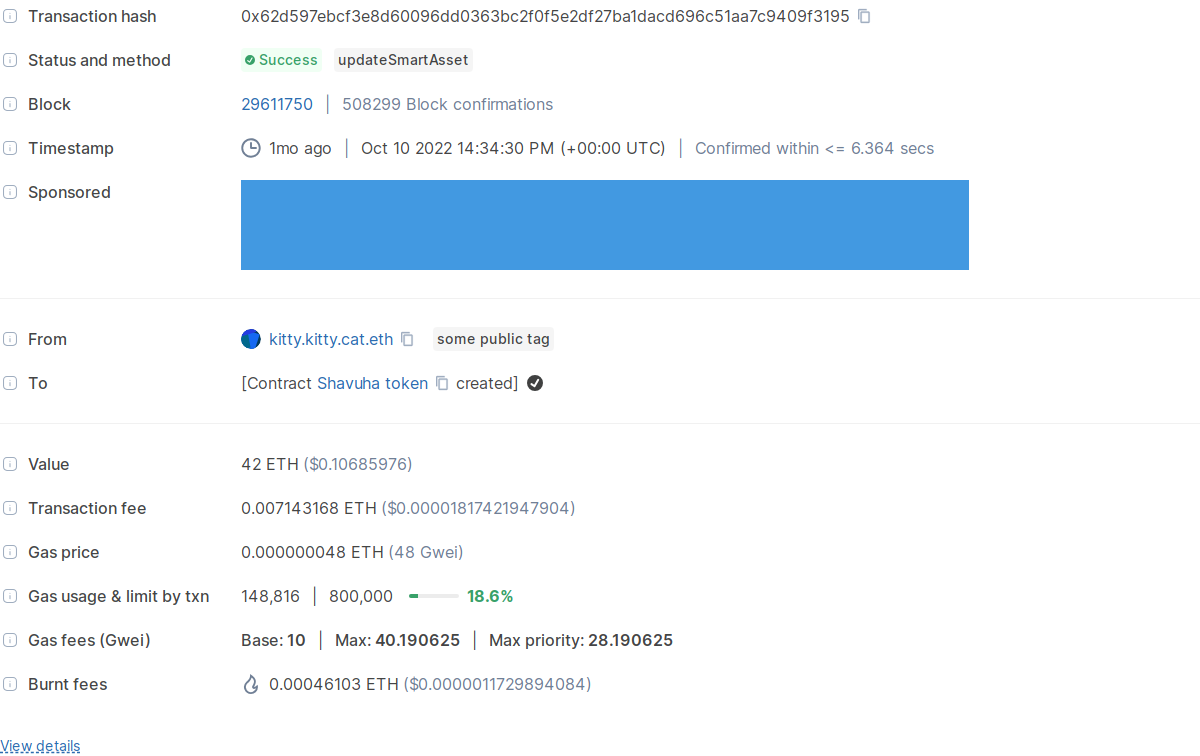 Transaction hash 0x62d597ebcf3e8d60096dd0363bc2f0f5e2df27ba1dacd696c51aa7c9409f3195
Status and method Success updateSmartAsset
Block 29611750 | 508299 Block confirmations
Timestamp 1mo ago | Oct 10 2022 14:34:30 PM (+00:00 UTC) | Confirmed within <= 6.364 secs
Sponsored
From kitty.kitty.cat.eth some public tag
To [Contract Shavuha token created]
Value 42 ETH ($0.10685976)
Transaction fee 0.007143168 ETH ($0.00001817421947904)
Gas price 0.000000048 ETH (48 Gwei)
Gas usage & limit by txn 148,816 | 800,000 18.6%
Gas fees (Gwei) Base: 10 | Max: 40.190625 | Max priority: 28.190625
Burnt fees 0.00046103 ETH ($0.0000011729894084)
View details